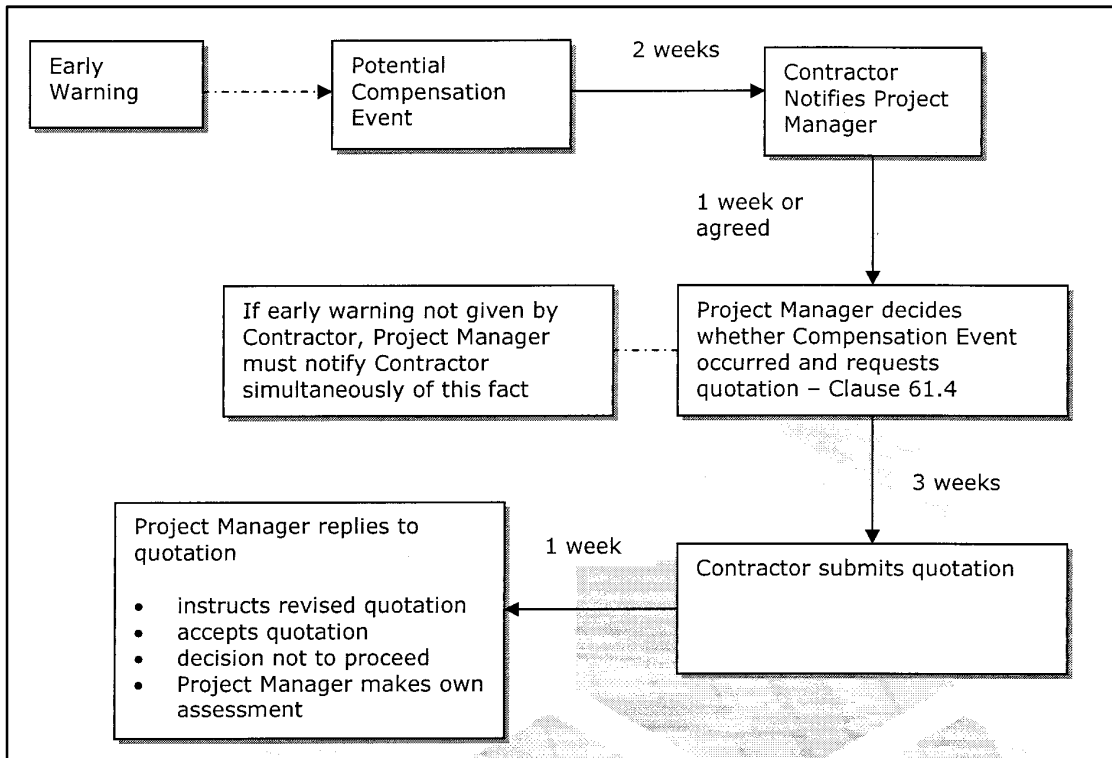 Early
Warning
Potential
Compensation
Event
2 weeks
Contractor
Notifies Project
Manager
1 week or
agreed
If early warning not given by
Contractor, Project Manager
must notify Contractor
simultaneously of this fact
Project Manager decides
whether Compensation Event
occurred and requests
quotation – Clause 61.4
3 weeks
Contractor submits quotation
1 week
Project Manager replies to
quotation
• instructs revised quotation
• accepts quotation
• decision not to proceed
• Project Manager makes own
assessment